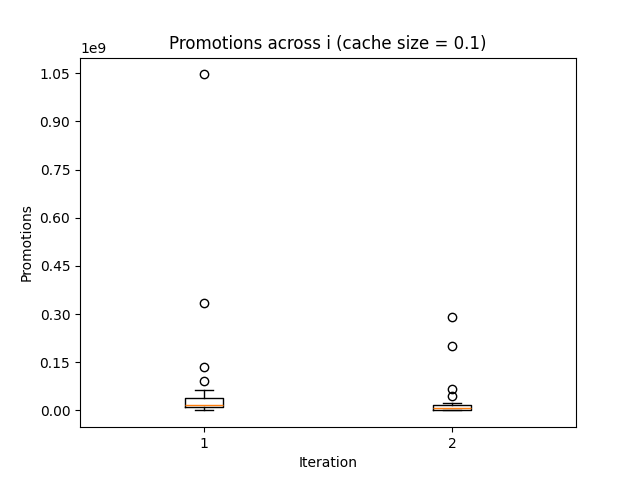 Promotions across i (cache size = 0.1)
1e9
1.05
0.90
0.75
0.60
0.45
0.30
0.15
0.00
Promotions
1 2
Iteration